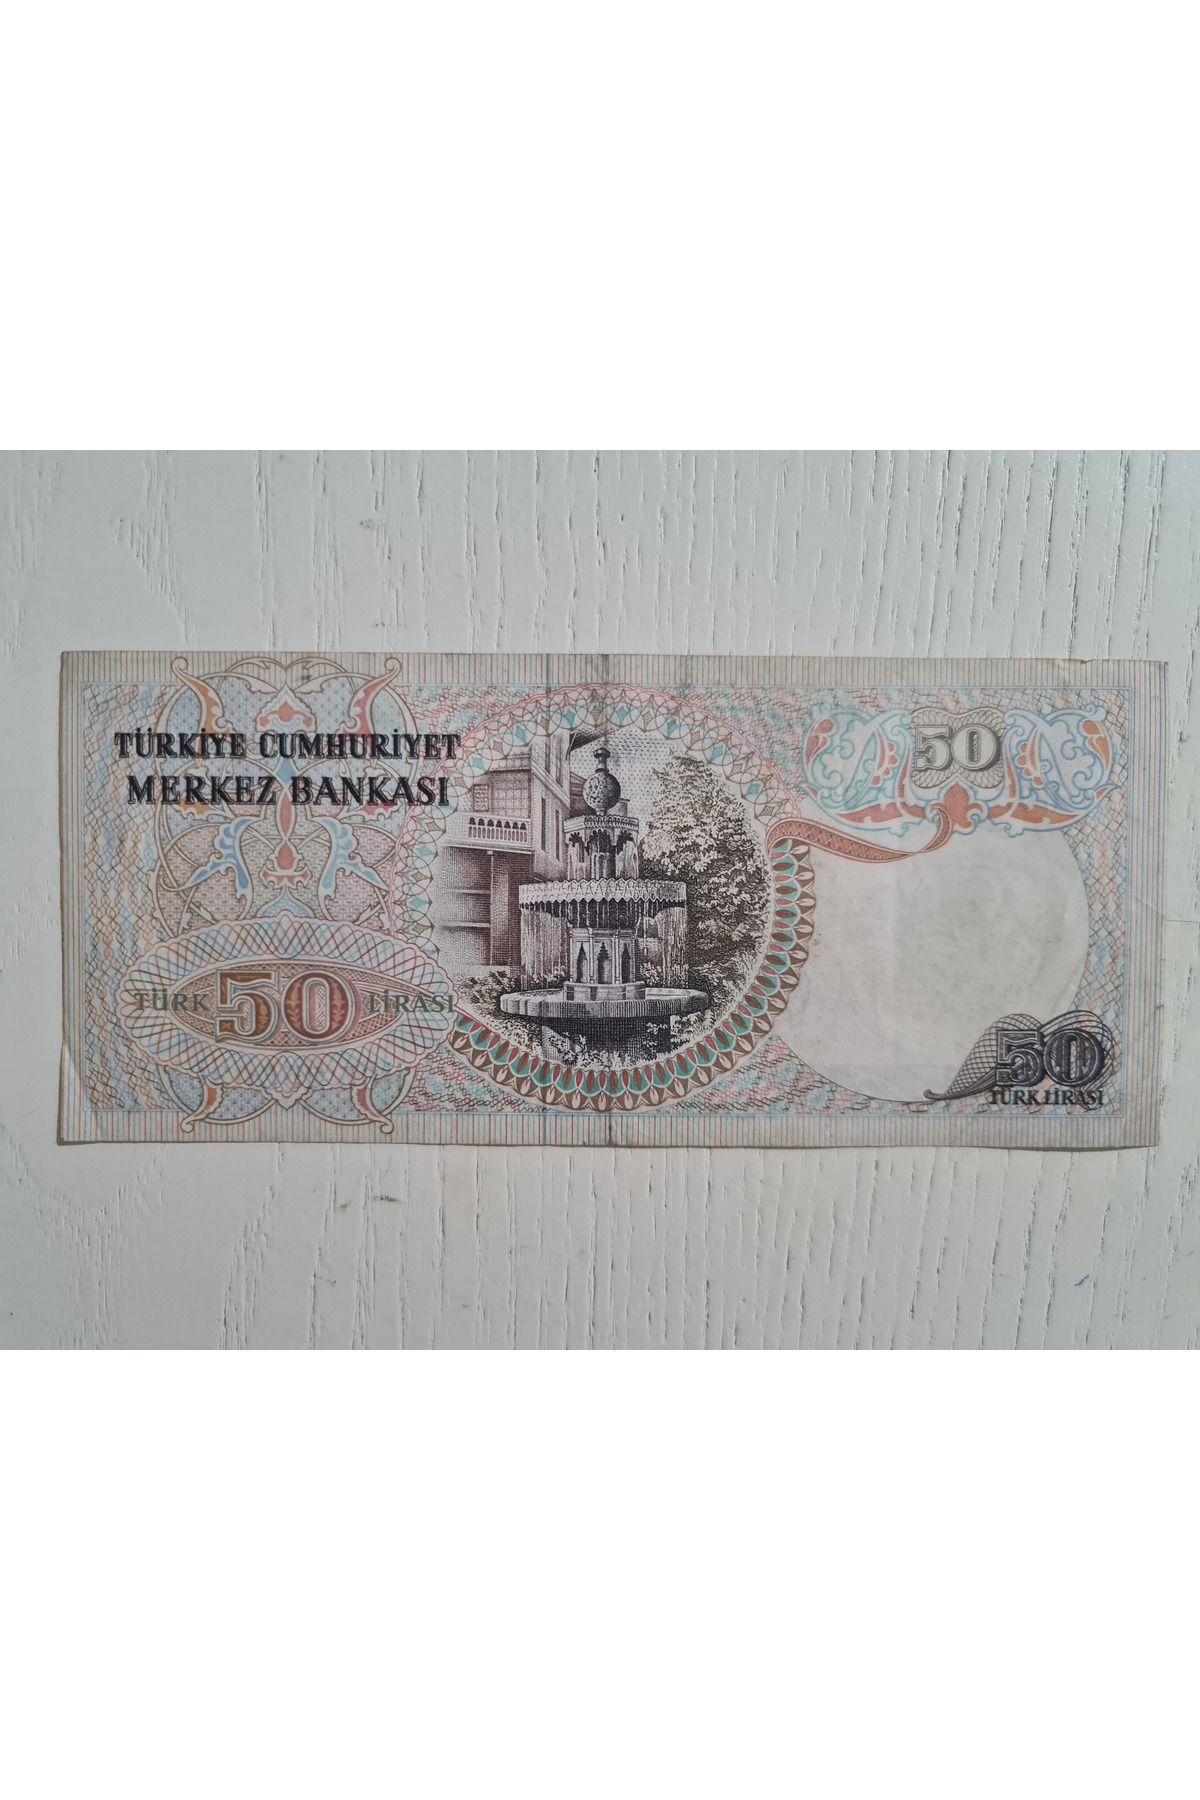 TÜRKİYE CUMHURİYET
MERKEZ BANKASI
50
TÜRK 50 LİRASI
50
TÜRK LİRASI